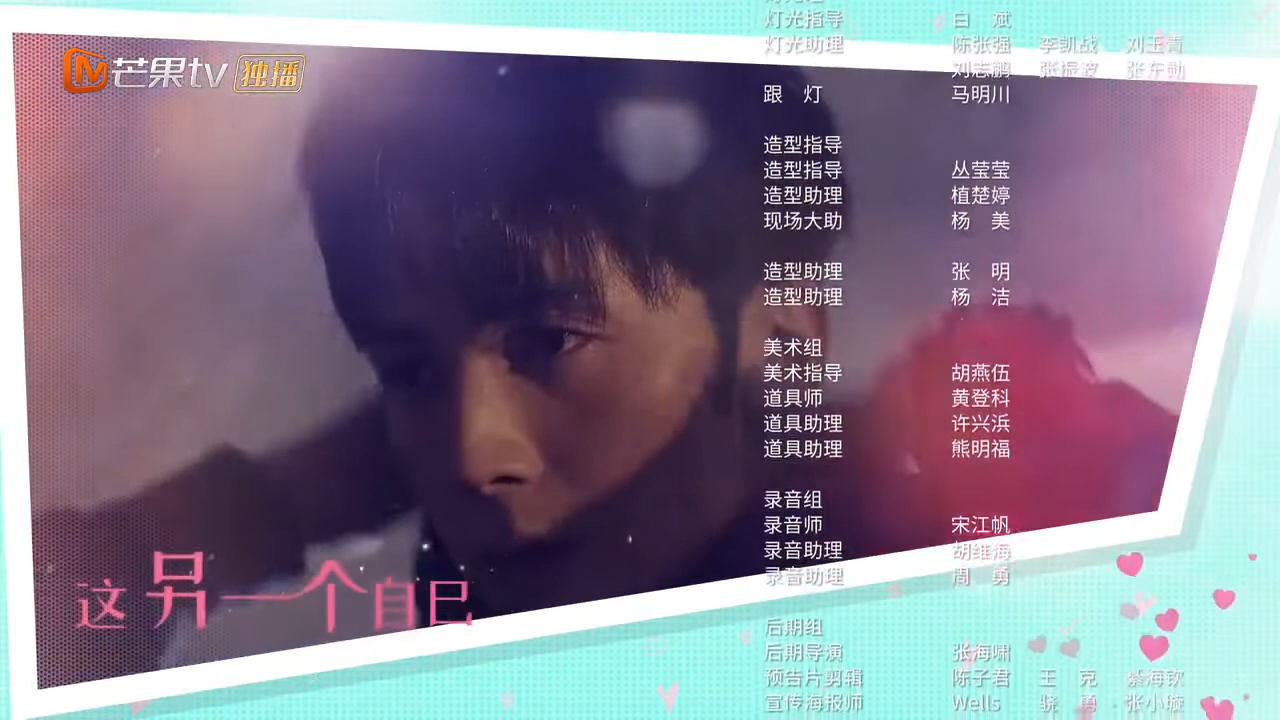 芒果tv 独播
灯光指导 白 斌
灯光助理 陈张强 李凯战 刘玉青
刘志鹏 张振波 张东勋
跟 灯 马明川
造型指导
造型指导 丛莹莹
造型助理 植楚婷
现场大助 杨 美
造型助理 张 明
造型助理 杨 洁
美术组
美术指导 胡燕伍
道具师 黄登科
道具助理 许兴浜
道具助理 熊明福
录音组
录音师 宋江帆
录音助理 胡维海
录音助理 周 勇
这另一个自己
后期组
后期导演 张海啸
预告片剪辑 陈子君 王 克 綦海钦
宣传海报师 Wells 骁 勇 张小璇